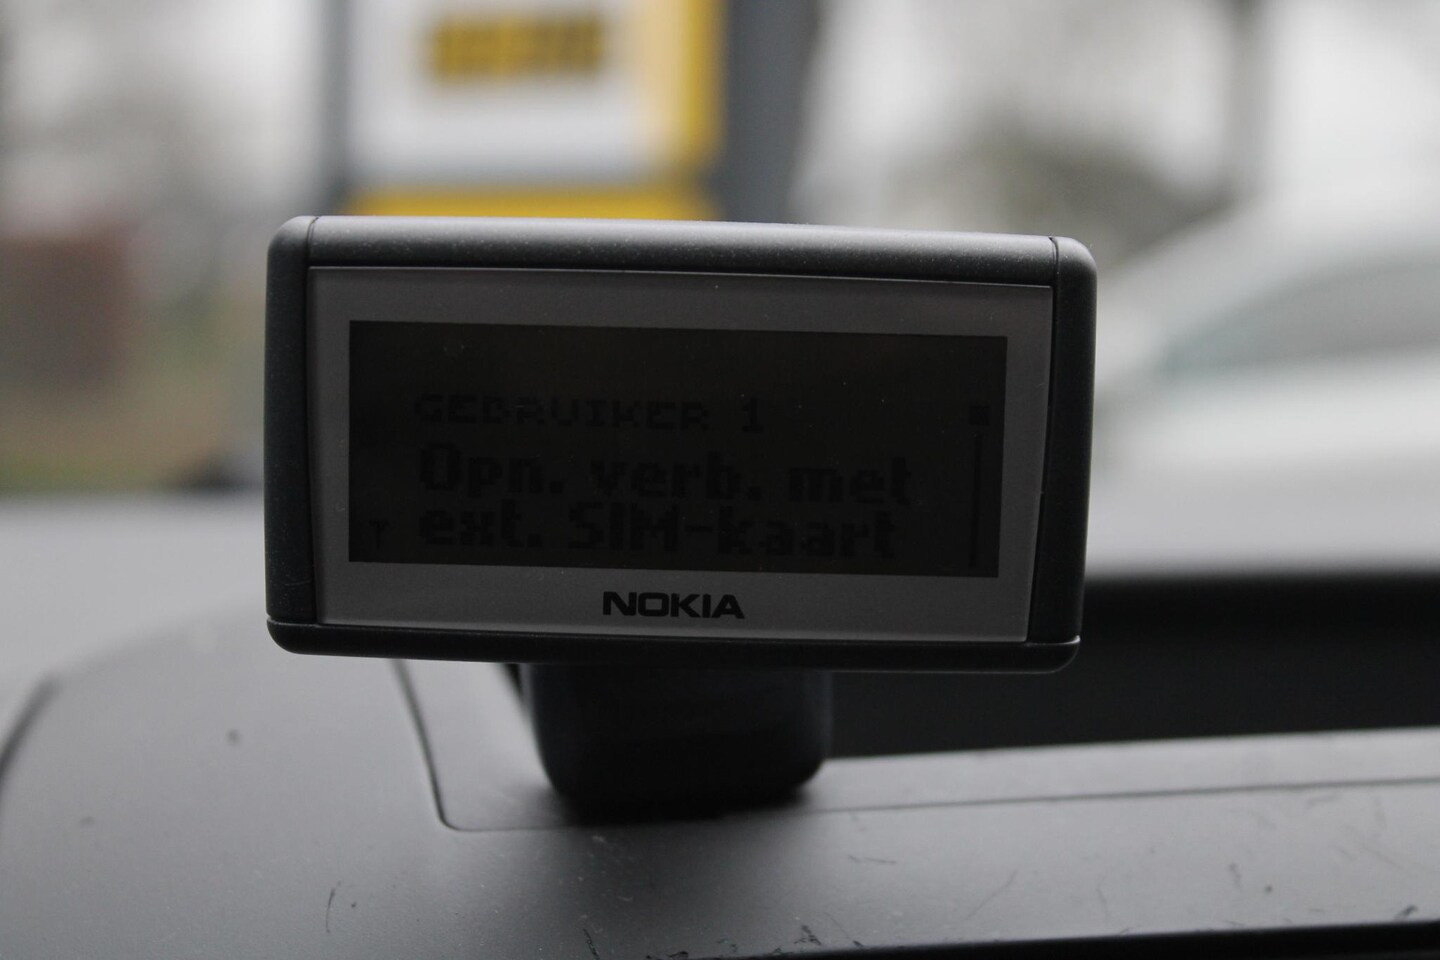 GEBRUIKER 1
Opn. verb. met
ext. SIM-kaart
NOKIA